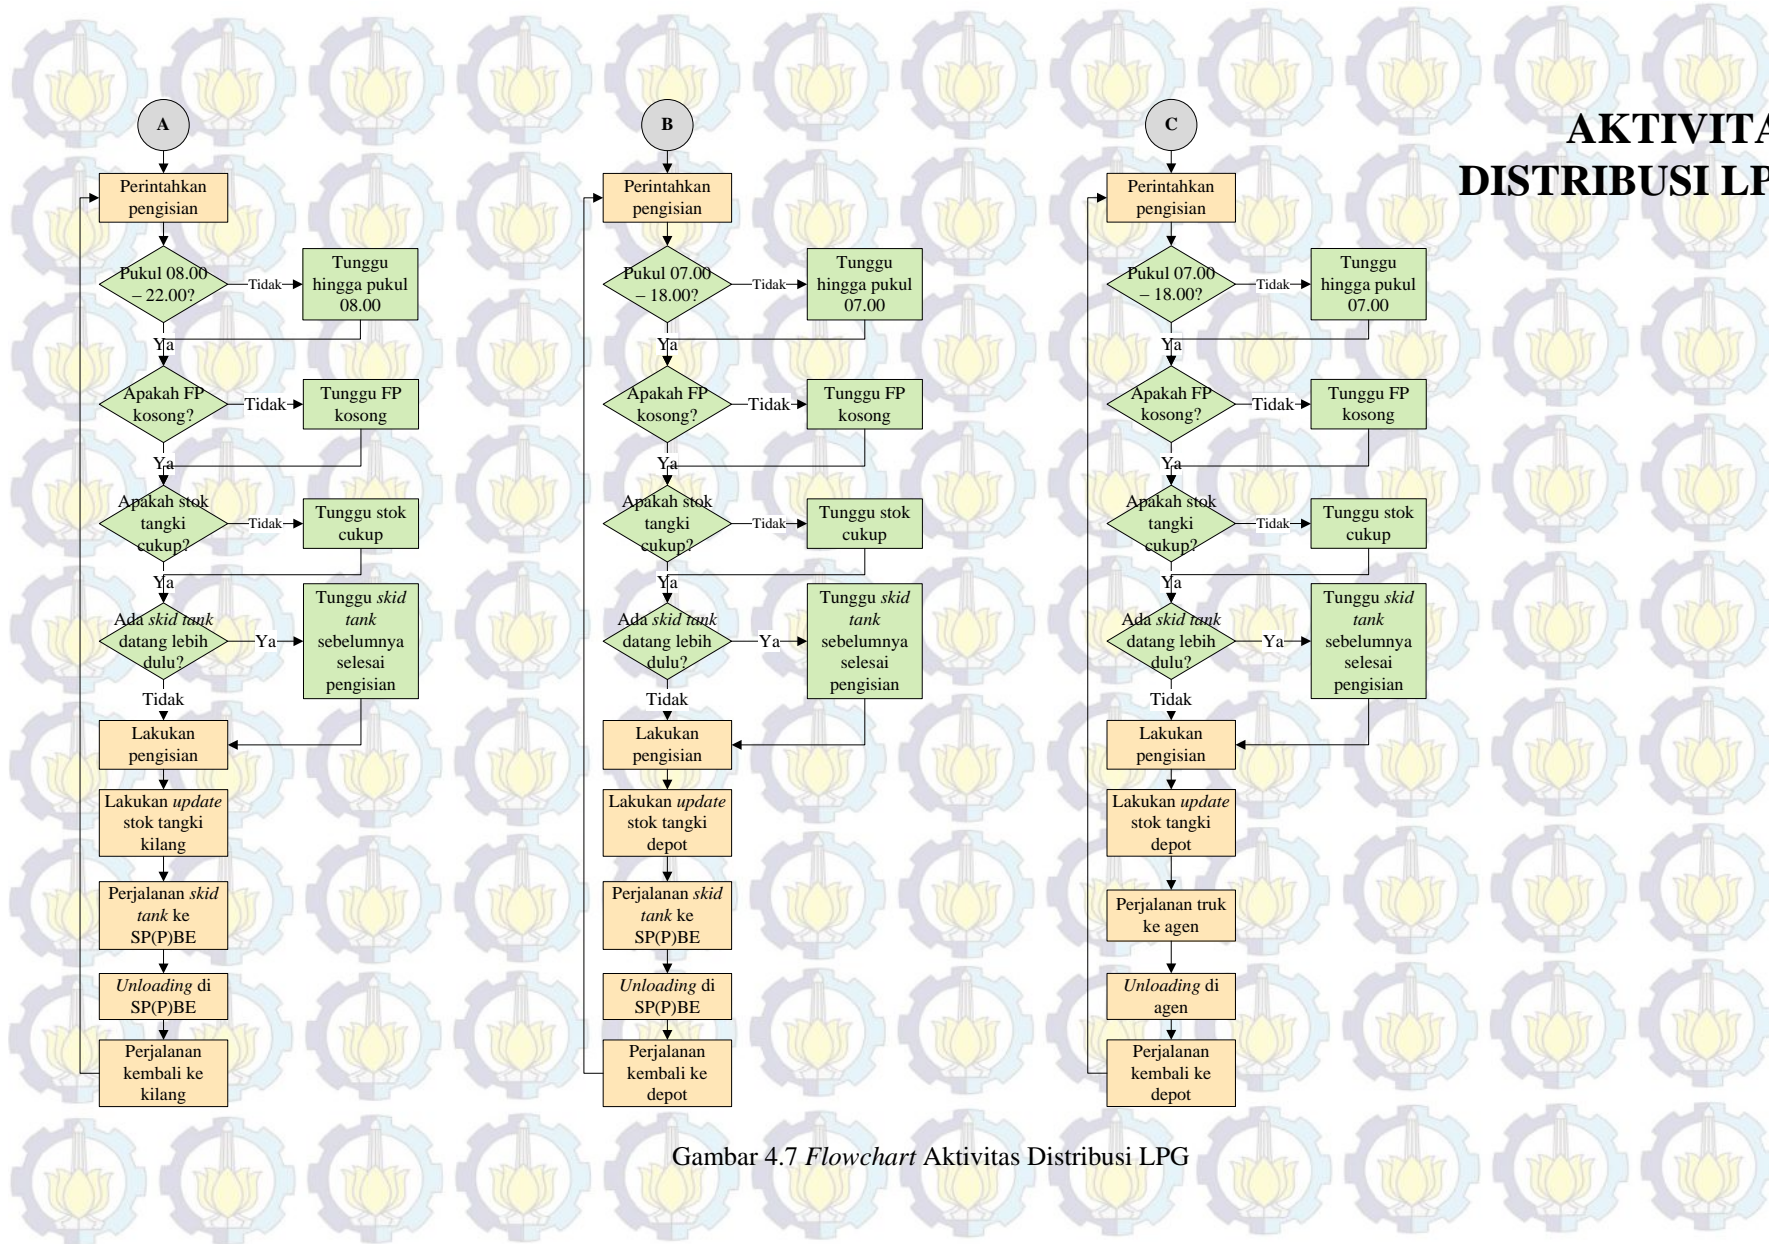 AKTIVITA
DISTRIBUSI LP
A
Perintahkan
pengisian
Pukul 08.00
– 22.00?
Tidak
Tunggu
hingga pukul
08.00
Ya
Apakah FP
kosong?
Tidak
Tunggu FP
kosong
Ya
Apakah stok
tangki
cukup?
Tidak
Tunggu stok
cukup
Ya
Ada skid tank
datang lebih
dulu?
Ya
Tunggu skid
tank
sebelumnya
selesai
pengisian
Tidak
Lakukan
pengisian
Lakukan update
stok tangki
kilang
Perjalanan skid
tank ke
SP(P)BE
Unloading di
SP(P)BE
Perjalanan
kembali ke
kilang
B
Perintahkan
pengisian
Pukul 07.00
– 18.00?
Tidak
Tunggu
hingga pukul
07.00
Ya
Apakah FP
kosong?
Tidak
Tunggu FP
kosong
Ya
Apakah stok
tangki
cukup?
Tidak
Tunggu stok
cukup
Ya
Ada skid tank
datang lebih
dulu?
Ya
Tunggu skid
tank
sebelumnya
selesai
pengisian
Tidak
Lakukan
pengisian
Lakukan update
stok tangki
depot
Perjalanan skid
tank ke
SP(P)BE
Unloading di
SP(P)BE
Perjalanan
kembali ke
depot
C
Perintahkan
pengisian
Pukul 07.00
– 18.00?
Tidak
Tunggu
hingga pukul
07.00
Ya
Apakah FP
kosong?
Tidak
Tunggu FP
kosong
Ya
Apakah stok
tangki
cukup?
Tidak
Tunggu stok
cukup
Ya
Ada skid tank
datang lebih
dulu?
Ya
Tunggu skid
tank
sebelumnya
selesai
pengisian
Tidak
Lakukan
pengisian
Lakukan update
stok tangki
depot
Perjalanan truk
ke agen
Unloading di
agen
Perjalanan
kembali ke
depot
Gambar 4.7 Flowchart Aktivitas Distribusi LPG